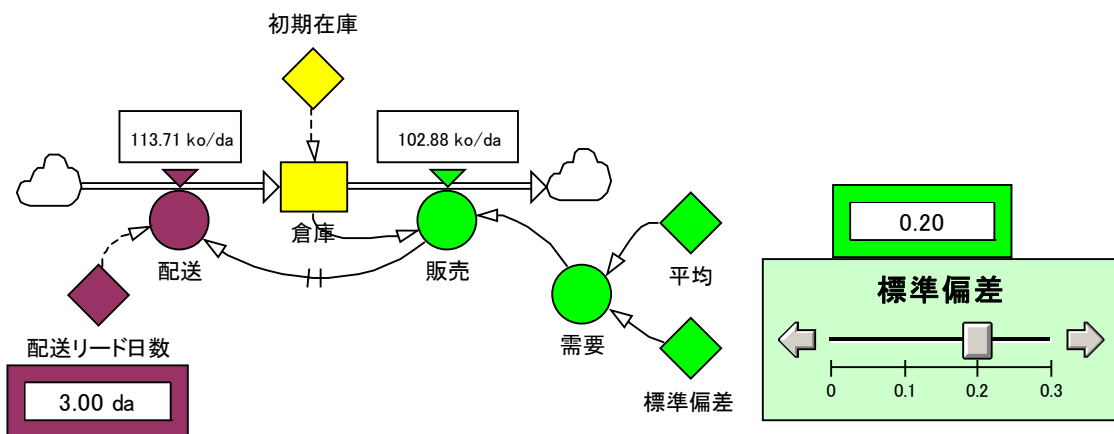 初期在庫
113.71 ko/da
102.88 ko/da
倉庫
配送
販売
平均
需要
配送リード日数
3.00 da
標準偏差
0.20
標準偏差
0
0.1
0.2
0.3